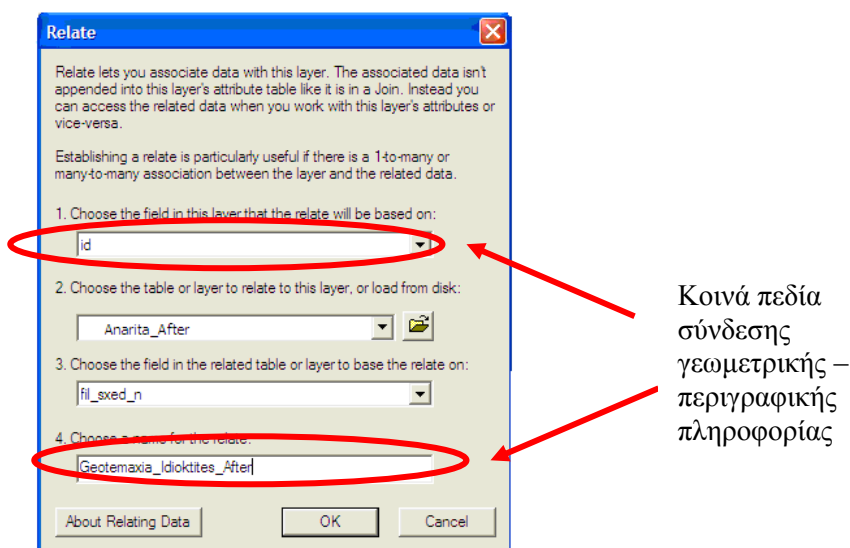 Relate
Relate lets you associate data with this layer. The associated data isn't
appended into this layer's attribute table like it is in a Join. Instead you
can access the related data when you work with this layer's attributes or
vice-versa.
Establishing a relate is particularly useful if there is a 1-to-many or
many-to-many association between the layer and the related data.
1. Choose the field in this layer that the relate will be based on:
id
2. Choose the table or layer to relate to this layer, or load from disk:
Anarita_After
3. Choose the field in the related table or layer to base the relate on:
fil_sxed_n
4. Choose a name for the relate:
Geotemaxia_Idioktites_After
About Relating Data
OK
Cancel
Κοινά πεδία
σύνδεσης
γεωμετρικής –
περιγραφικής
πληροφορίας